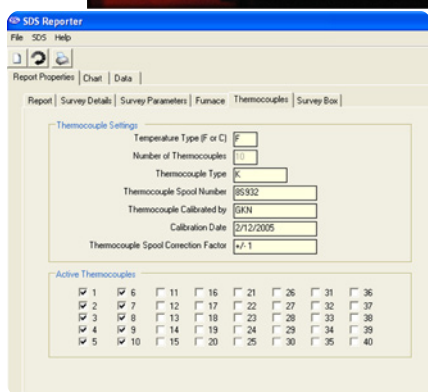 SDS Reporter
File SDS Help
Report Properties Chart Data
Report Survey Details Survey Parameters Furnace Thermocouples Survey Box
Thermocouple Settings
Temperature Type (F or C) F
Number of Thermocouples 10
Thermocouple Type K
Thermocouple Spool Number 8S932
Thermocouple Calibrated by GKN
Calibration Date 2/12/2005
Thermocouple Spool Correction Factor +/- 1
Active Thermocouples
1 6 11 16 21 26 31 36
2 7 12 17 22 27 32 37
3 8 13 18 23 28 33 38
4 9 14 19 24 29 34 39
5 10 15 20 25 30 35 40